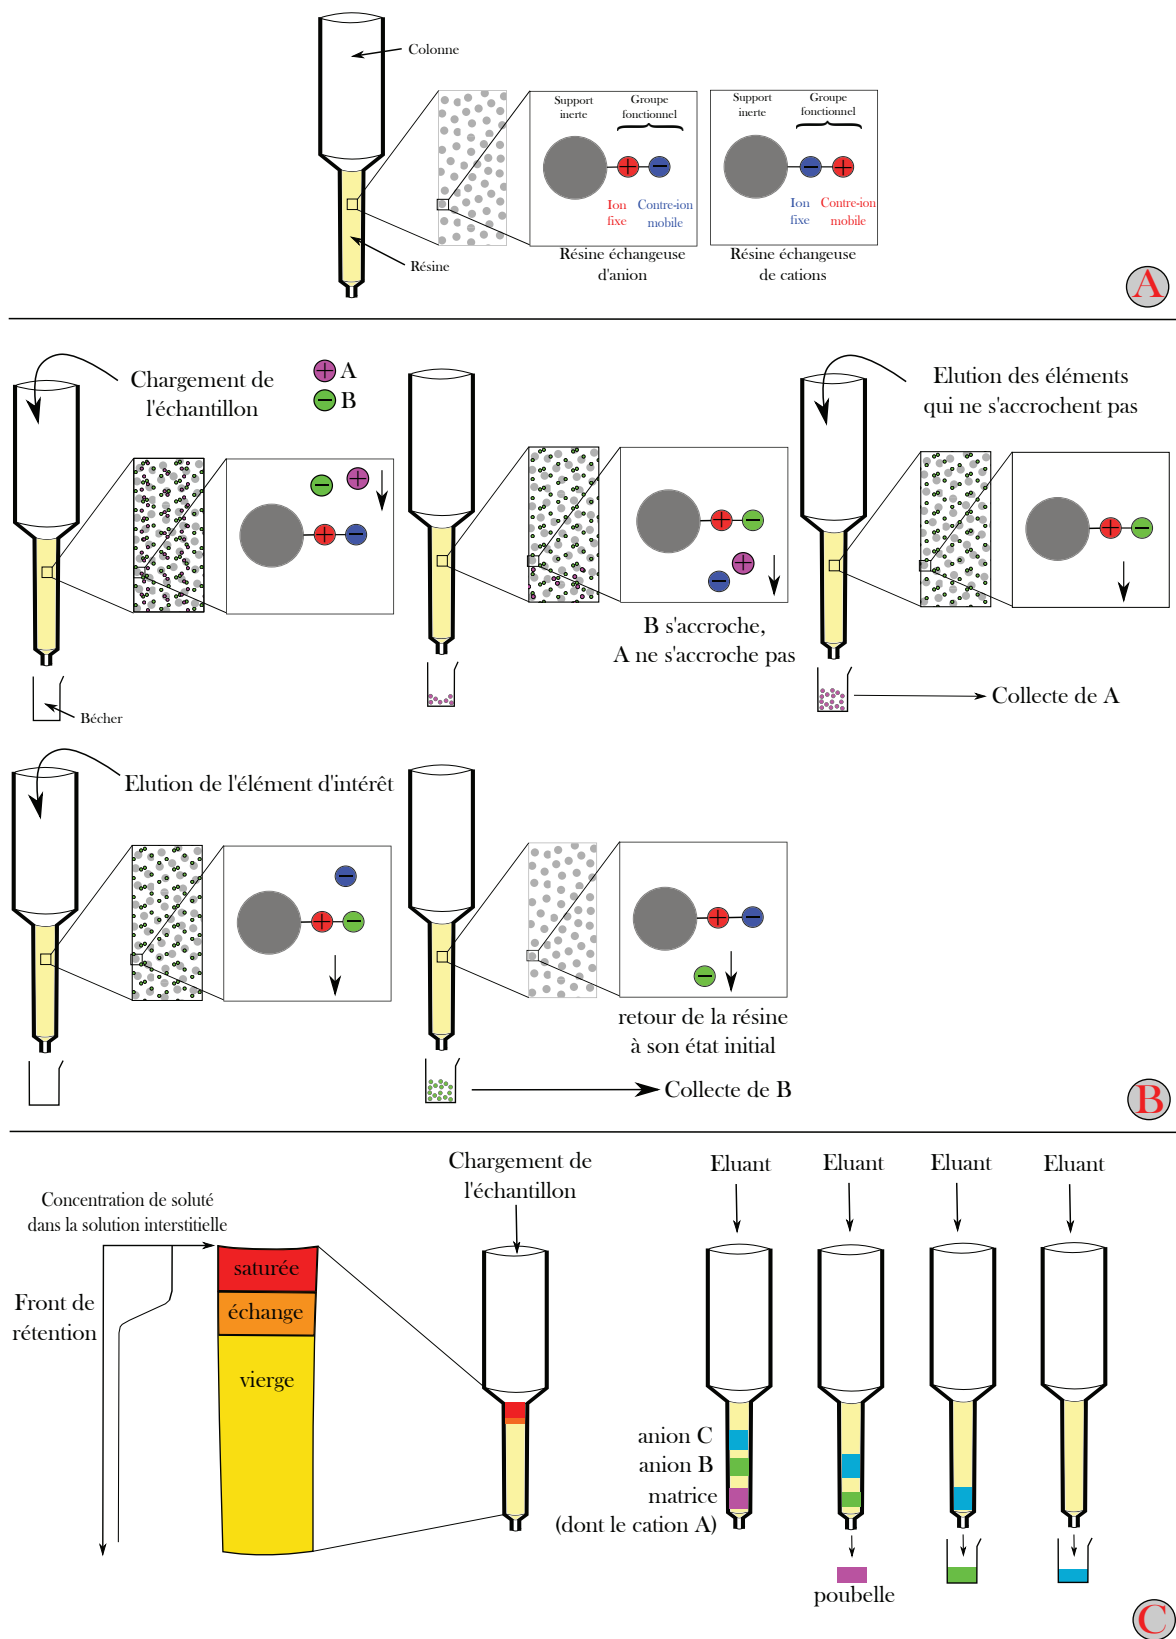 Colonne
Support
inerte
Groupe
fonctionnel
Support
inerte
Groupe
fonctionnel
+
−
−
+
Ion
fixe
Contre-ion
mobile
Ion
fixe
Contre-ion
mobile
Résine
Résine échangeuse
d'anion
Résine échangeuse
de cations
A
Chargement de
l'échantillon
+ A
− B
Elution des éléments
qui ne s'accrochent pas
− +
+ −
+ −
+
−
+ −
B s'accroche,
A ne s'accroche pas
Bécher
Collecte de A
Elution de l'élément d'intérêt
−
+ −
+ −
−
retour de la résine
à son état initial
Collecte de B
B
Concentration de soluté
dans la solution interstitielle
Front de
rétention
saturée
échange
vierge
Chargement de
l'échantillon
Eluant
Eluant
Eluant
Eluant
anion C
anion B
matrice
(dont le cation A)
poubelle
C